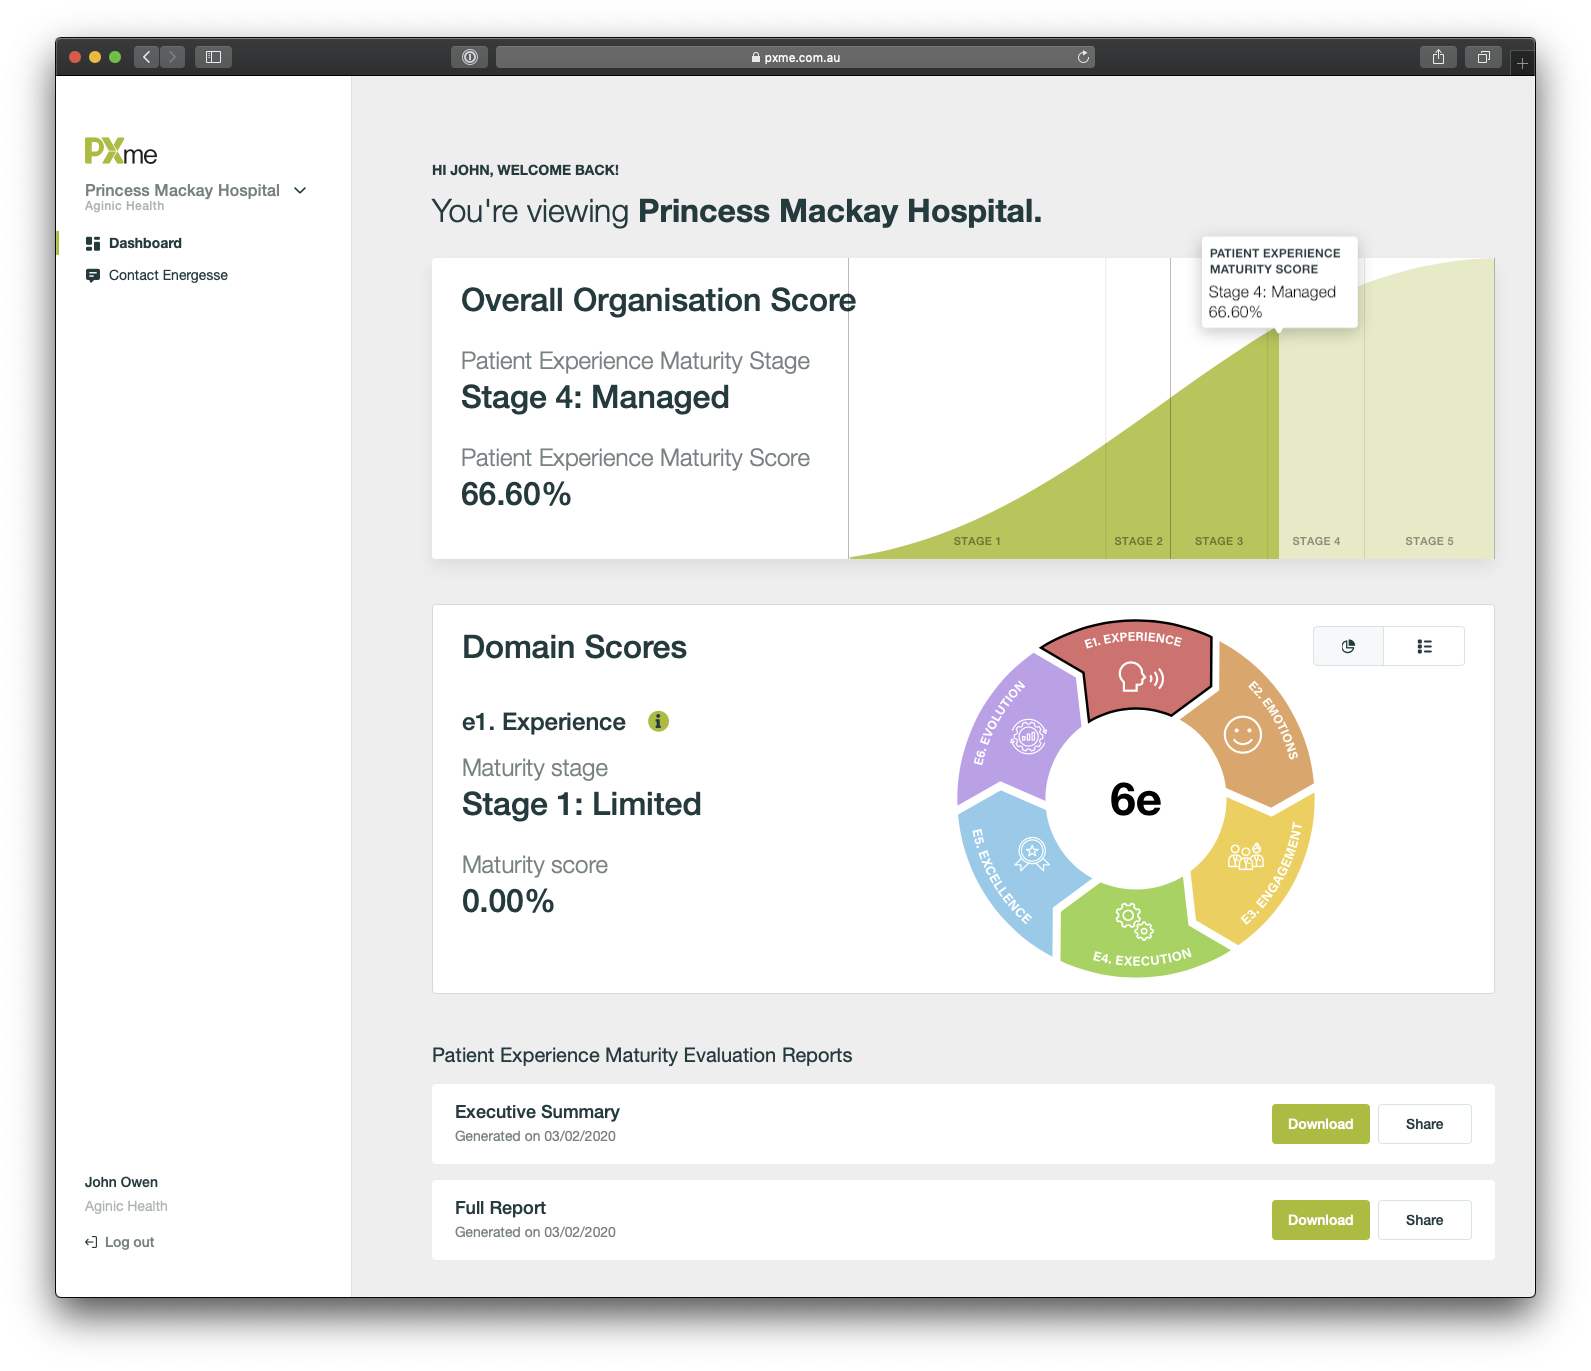 pxme.com.au
PXme
Princess Mackay Hospital
Aginic Health
Dashboard
Contact Energesse
HI JOHN, WELCOME BACK!
You're viewing Princess Mackay Hospital.
Overall Organisation Score
Patient Experience Maturity Stage
Stage 4: Managed
Patient Experience Maturity Score
66.60%
PATIENT EXPERIENCE
MATURITY SCORE
Stage 4: Managed
66.60%
STAGE 1
STAGE 2
STAGE 3
STAGE 4
STAGE 5
Domain Scores
e1. Experience
Maturity stage
Stage 1: Limited
Maturity score
0.00%
E1. EXPERIENCE
E2. EMOTIONS
E3. ENGAGEMENT
E4. EXECUTION
E5. EXCELLENCE
E6. EVOLUTION
6e
Patient Experience Maturity Evaluation Reports
Executive Summary
Generated on 03/02/2020
Download
Share
Full Report
Generated on 03/02/2020
Download
Share
John Owen
Aginic Health
Log out